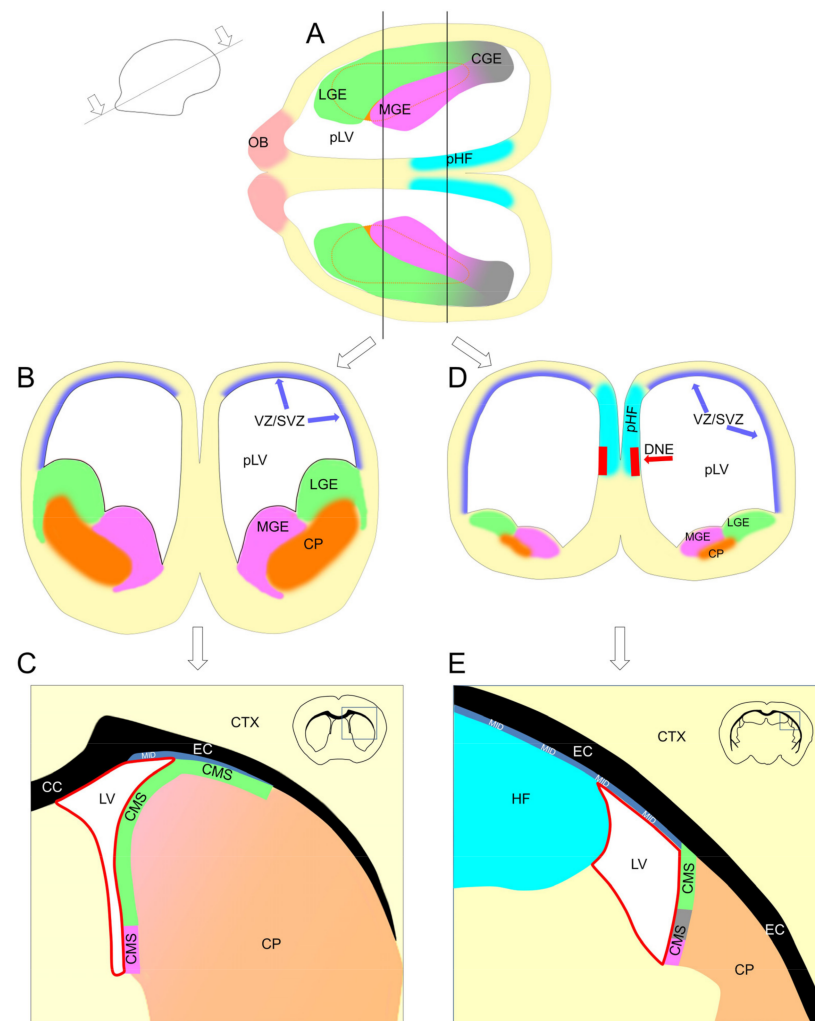 A
CGE
LGE
MGE
OB
pLV
pHF
B
VZ/SVZ
pLV
LGE
MGE
CP
D
pHF
VZ/SVZ
DNE
pLV
LGE
MGE
CP
C
CTX
MID
EC
CC
LV
CMS
CMS
CMS
CP
E
MID
MID
EC
CTX
MID
HF
MID
LV
CMS
CMS
EC
CP